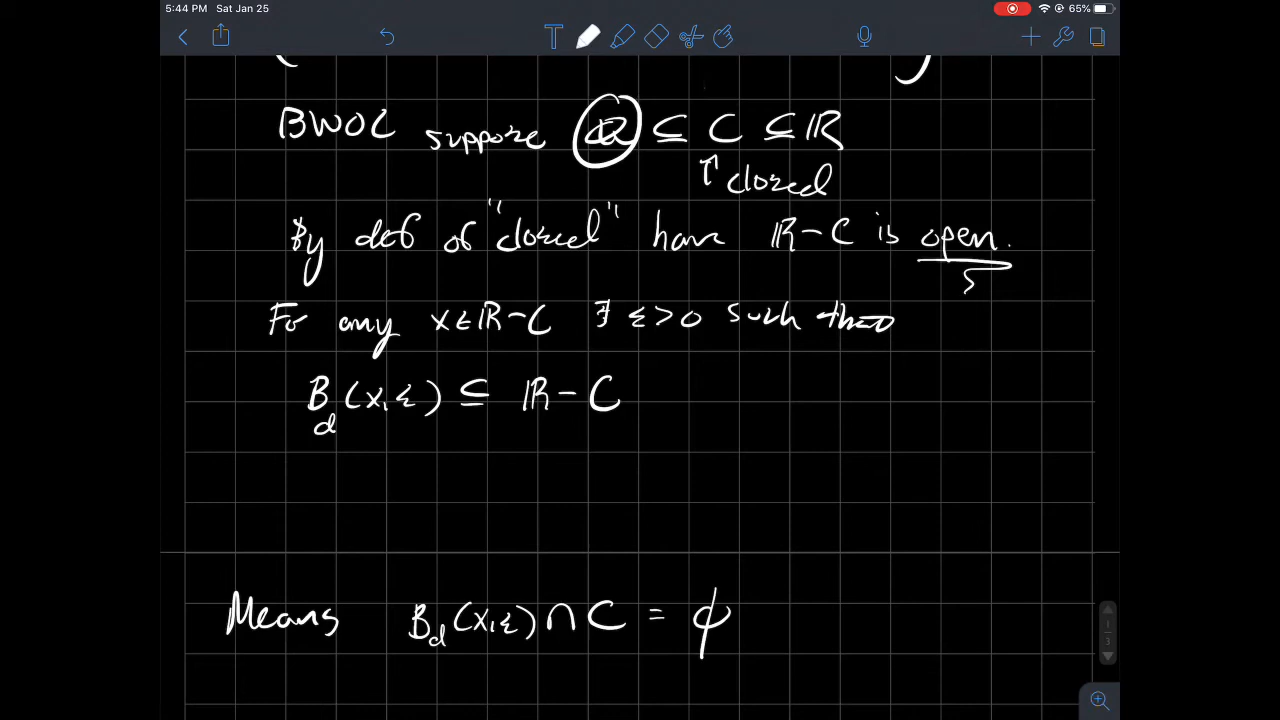 5:44 PM Sat Jan 25 65%
BWOC suppose ℚ ⊆ C ⊆ ℝ
↑ closed
By def of "closed" have ℝ - C is open.
For any x ∈ ℝ - C ∃ ε > 0 such that
B_d(x, ε) ⊆ ℝ - C
Means B_d(x, ε) ∩ C = ϕ